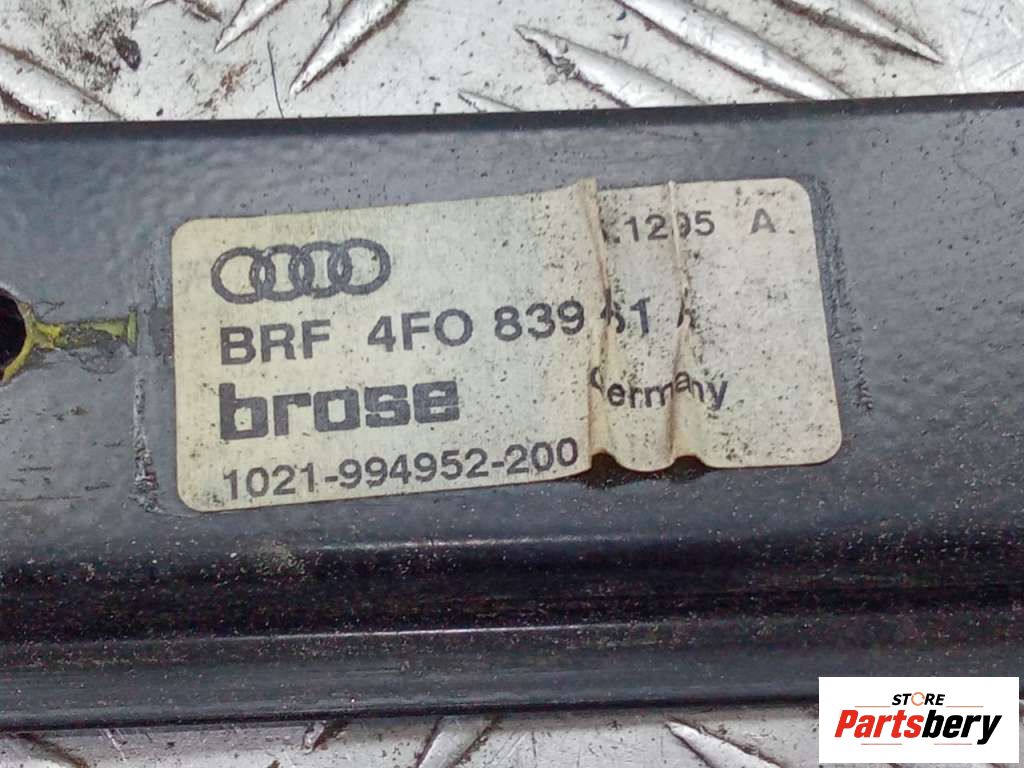 1295 A
BRF 4FO 839
brose
Germany
1021-994952-200
STORE
Partsbery